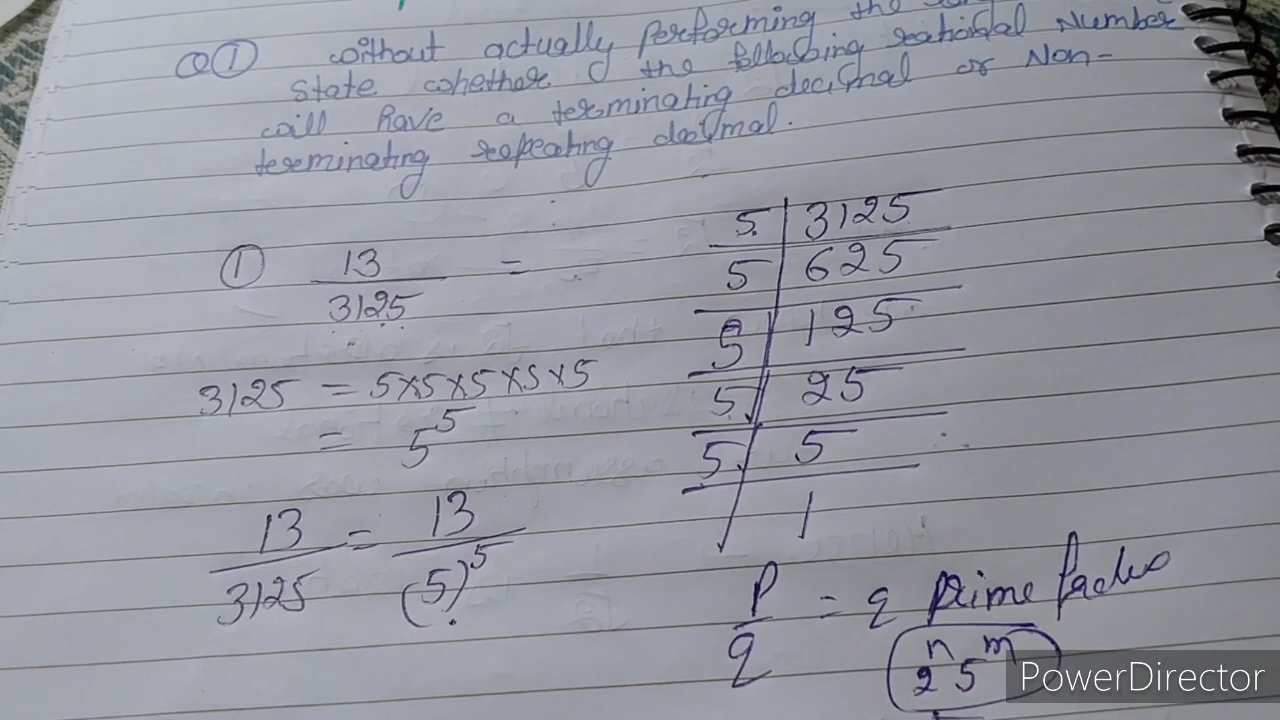 Q① without actually performing the
state whether the following rational Number
will have a terminating decimal or Non-
terminating repeating decimal.
① 13/3125 =
5 | 3125
5 | 625
5 | 125
5 | 25
5 | 5
1
3125 = 5×5×5×5×5
= 5^5
13/3125 = 13/(5)^5
P/q = q prime factor
2^n 5^m
PowerDirector